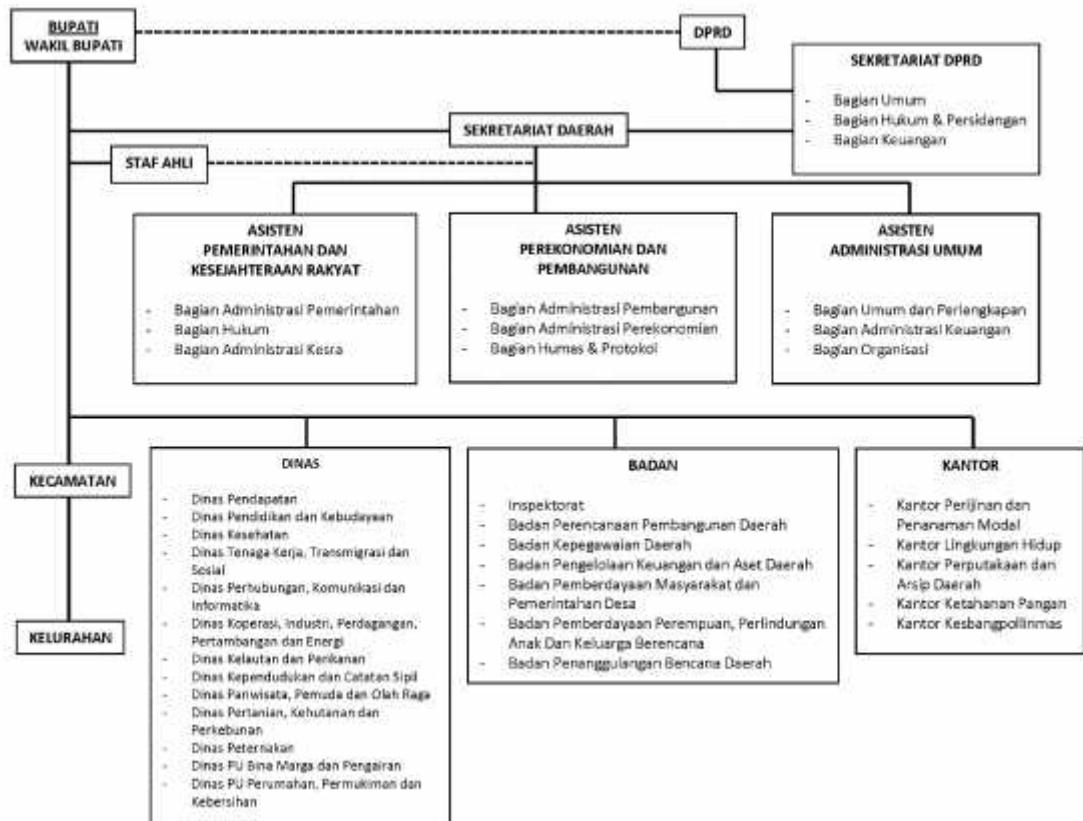 BUPATI
WAKIL BUPATI
DPRD
SEKRETARIAT DPRD
- Bagian Umum
- Bagian Hukum & Persidangan
- Bagian Keuangan
SEKRETARIAT DAERAH
STAF AHLI
ASISTEN
PEMERINTAHAN DAN
KESEJAHTERAAN RAKYAT
- Bagian Administrasi Pemerintahan
- Bagian Hukum
- Bagian Administrasi Kesra
ASISTEN
PEREKONOMIAN DAN
PEMBANGUNAN
- Bagian Administrasi Pembangunan
- Bagian Administrasi Perekonomian
- Bagian Humas & Protokol
ASISTEN
ADMINISTRASI UMUM
- Bagian Umum dan Perlengkapan
- Bagian Administrasi Keuangan
- Bagian Organisasi
KECAMATAN
KELURAHAN
DINAS
- Dinas Pendapatan
- Dinas Pendidikan dan Kebudayaan
- Dinas Kesehatan
- Dinas Tenaga Kerja, Transmigrasi dan
Sosial
- Dinas Perhubungan, Komunikasi dan
Informatika
- Dinas Koperasi, Industri, Perdagangan,
Pertambangan dan Energi
- Dinas Kelautan dan Perikanan
- Dinas Kependudukan dan Catatan Sipil
- Dinas Pariwisata, Pemuda dan Olah Raga
- Dinas Pertanian, Kehutanan dan
Perkebunan
- Dinas Peternakan
- Dinas PU Bina Marga dan Pengairan
- Dinas PU Perumahan, Permukiman dan
Kebersihan
BADAN
- Inspektorat
- Badan Perencanaan Pembangunan Daerah
- Badan Kepegawaian Daerah
- Badan Pengelolaan Keuangan dan Aset Daerah
- Badan Pemberdayaan Masyarakat dan
Pemerintahan Desa
- Badan Pemberdayaan Perempuan, Perlindungan
Anak Dan Keluarga Berencana
- Badan Penanggulangan Bencana Daerah
KANTOR
- Kantor Perijinan dan
Penanaman Modal
- Kantor Lingkungan Hidup
- Kantor Perputakaan dan
Arsip Daerah
- Kantor Ketahanan Pangan
- Kantor Kesbangpollinmas